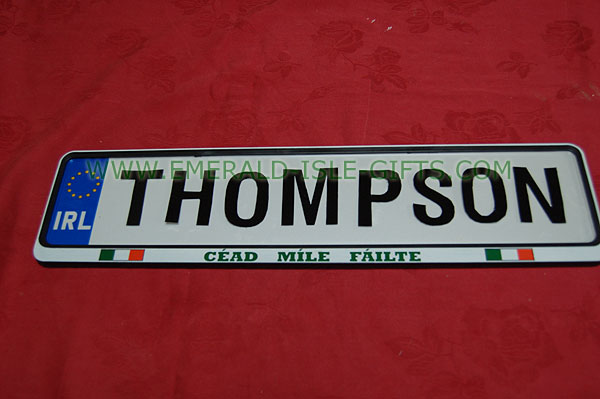 WWW.EMERALD-ISLE-GIFTS.COM
THOMPSON
IRL
CÉAD MÍLE FÁILTE